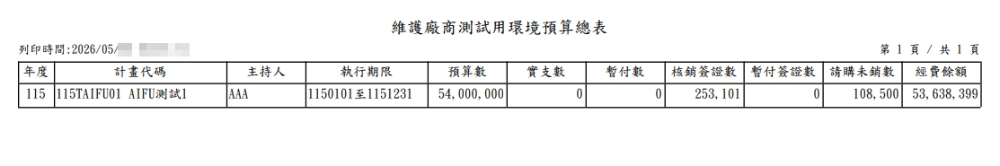 維護廠商測試用環境預算總表
列印時間:2026/05/
第 1 頁 / 共 1 頁
年度 計畫代碼 主持人 執行期限 預算數 實支數 暫付數 核銷簽證數 暫付簽證數 請購未銷數 經費餘額
115 115TAIFU01 AIFU測試1 AAA 1150101至1151231 54,000,000 0 0 253,101 0 108,500 53,638,399